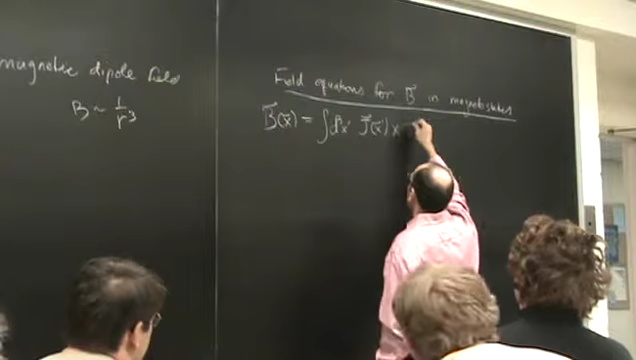 magnetic dipole field
B ~ 1/r³
Field equations for B⃗ in magnetostatics
B⃗(x⃗) = ∫d³x' J⃗(x⃗') ×